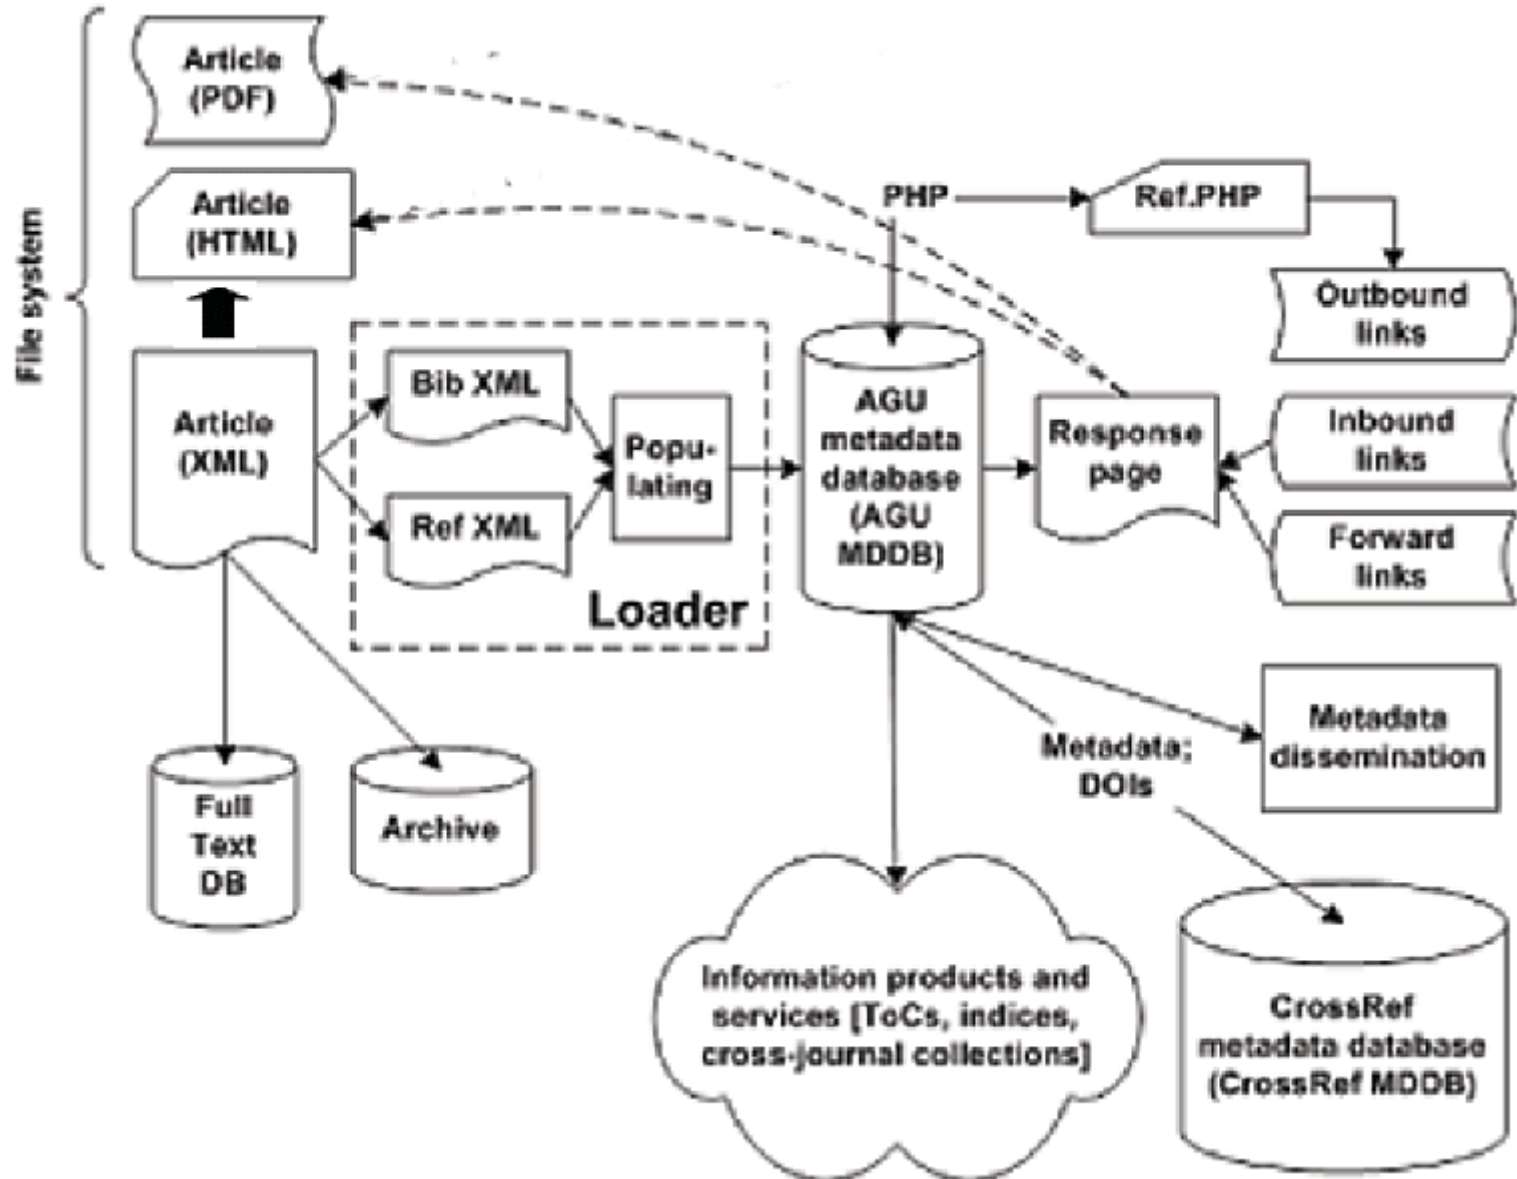 File system
Article
(PDF)
Article
(HTML)
Article
(XML)
Bib XML
Ref XML
Popu-
lating
Loader
Full
Text
DB
Archive
PHP
Ref.PHP
AGU
metadata
database
(AGU
MDDB)
Response
page
Outbound
links
Inbound
links
Forward
links
Metadata;
DOIs
Metadata
dissemination
Information products and
services [ToCs, indices,
cross-journal collections]
CrossRef
metadata database
(CrossRef MDDB)